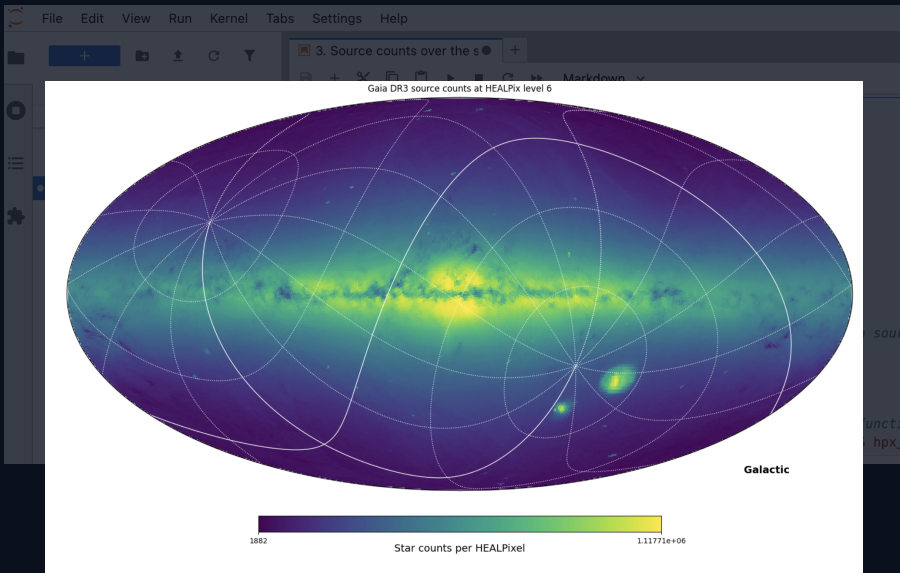 File Edit View Run Kernel Tabs Settings Help
3. Source counts over the s
Markdown
Gaia DR3 source counts at HEALPix level 6
sour
uncti
hpx_
Galactic
1882
1.11771e+06
Star counts per HEALPixel